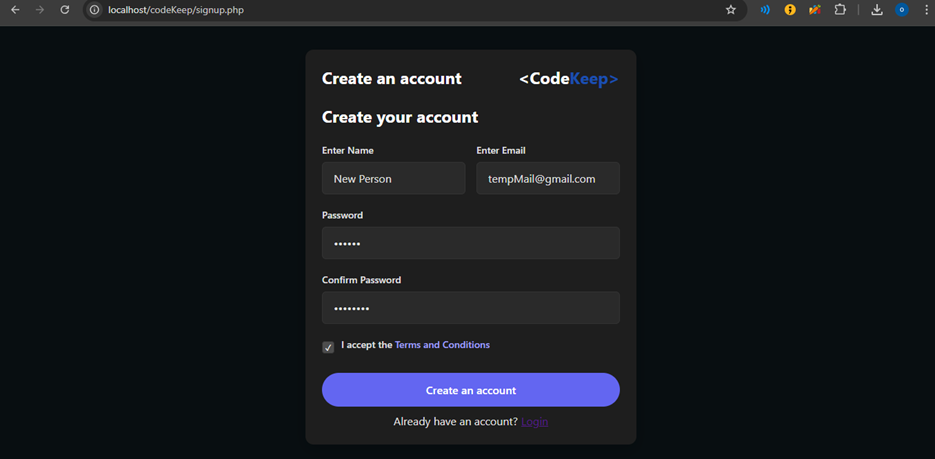 localhost/codeKeep/signup.php
Create an account <CodeKeep>
Create your account
Enter Name Enter Email
New Person tempMail@gmail.com
Password
••••••
Confirm Password
••••••••
I accept the Terms and Conditions
Create an account
Already have an account? Login